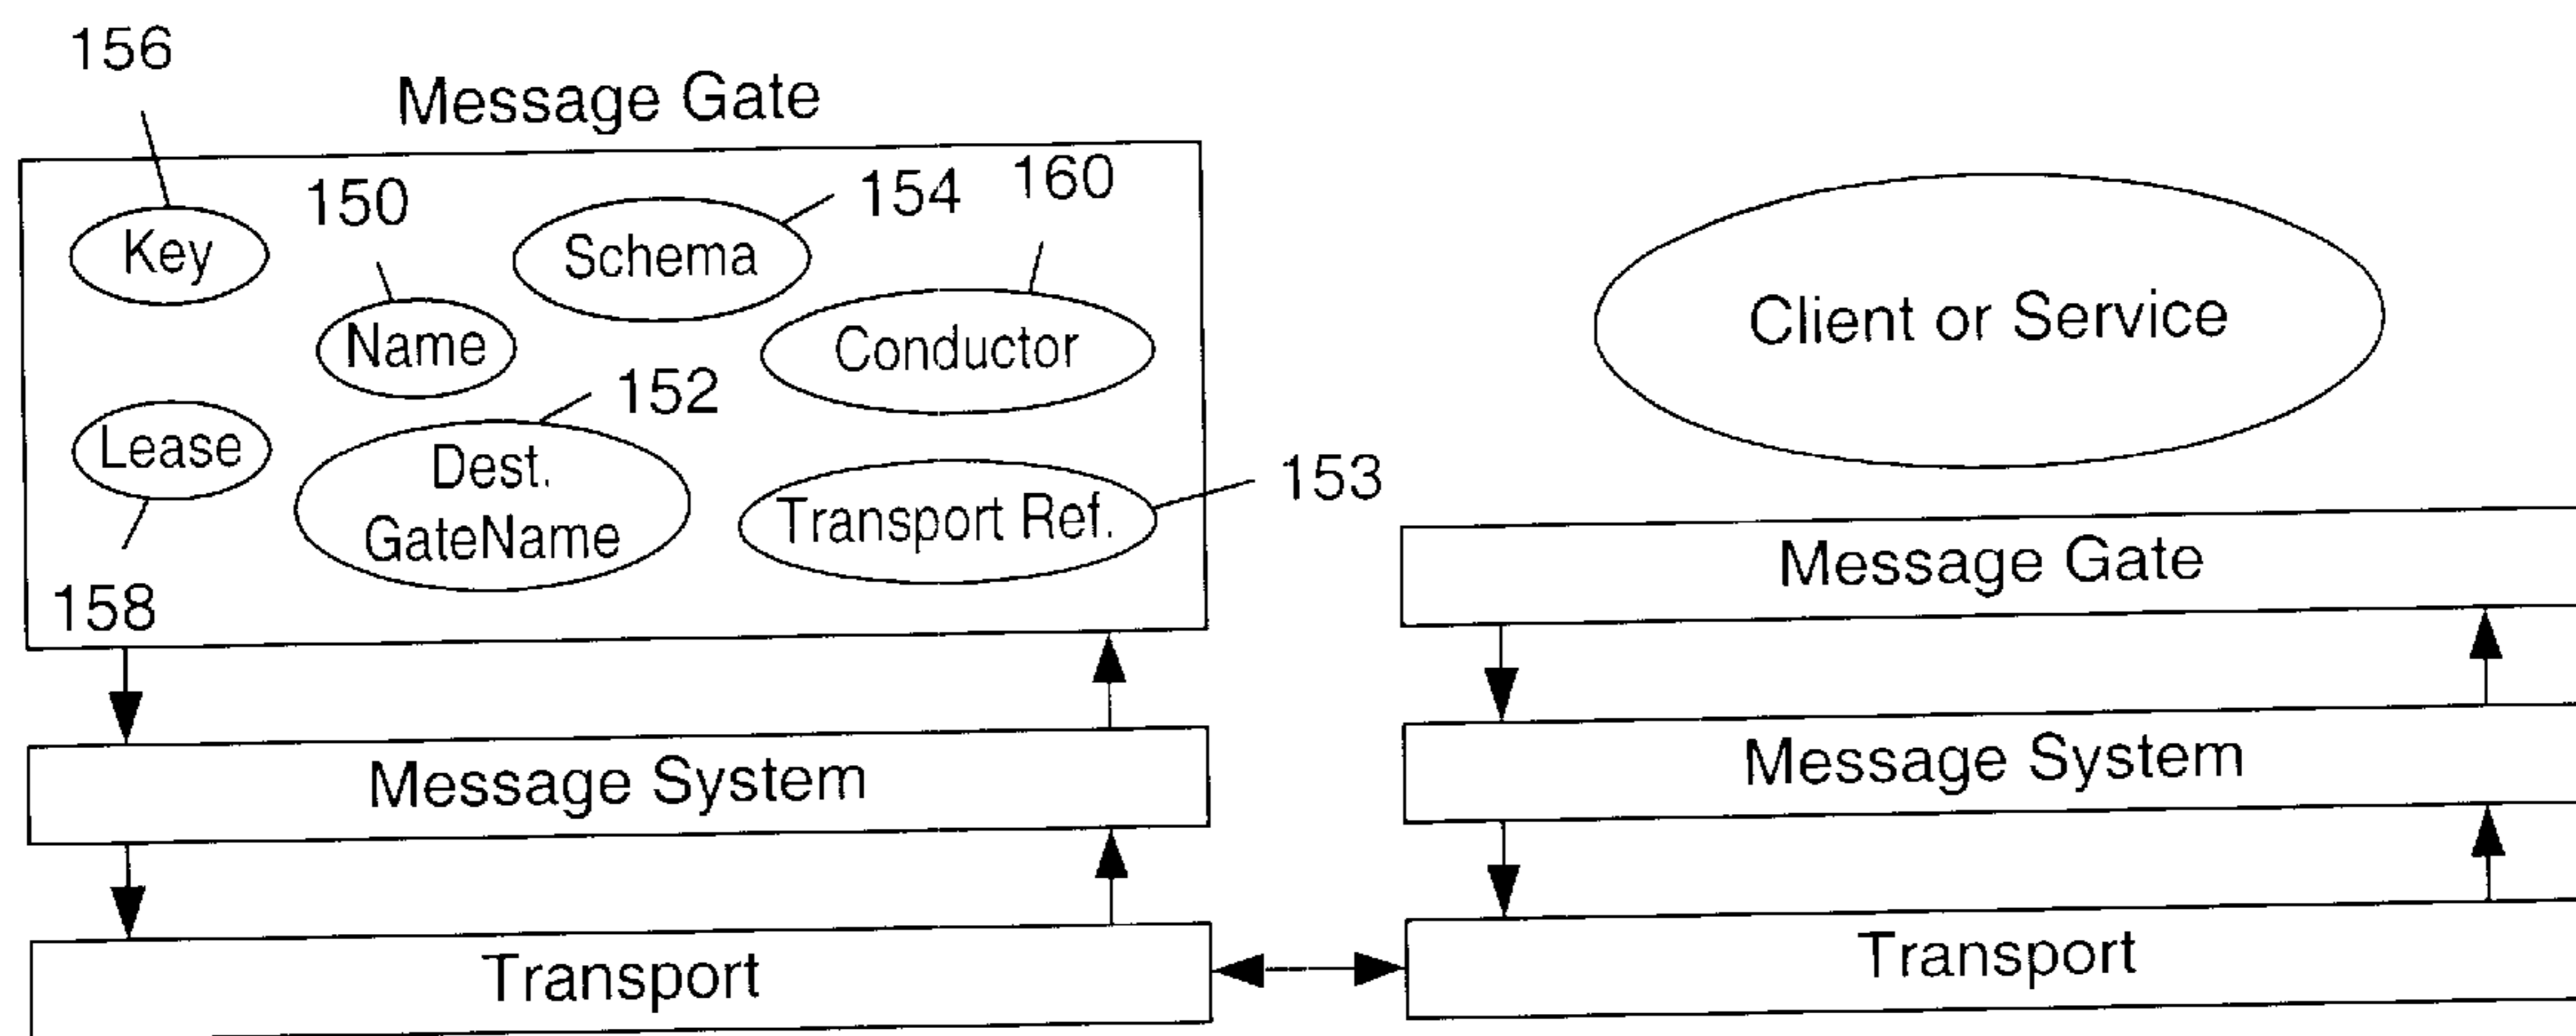 156
Message Gate
160
154
150
Key
Schema
Name
Conductor
152
Lease
Dest.
GateName
Transport Ref.
153
158
Message System
Transport
Client or Service
Message Gate
Message System
Transport